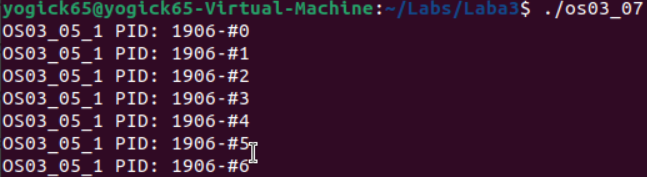 yogick65@yogick65-Virtual-Machine:~/Labs/Laba3$ ./os03_07
OS03_05_1 PID: 1906-#0
OS03_05_1 PID: 1906-#1
OS03_05_1 PID: 1906-#2
OS03_05_1 PID: 1906-#3
OS03_05_1 PID: 1906-#4
OS03_05_1 PID: 1906-#5
OS03_05_1 PID: 1906-#6